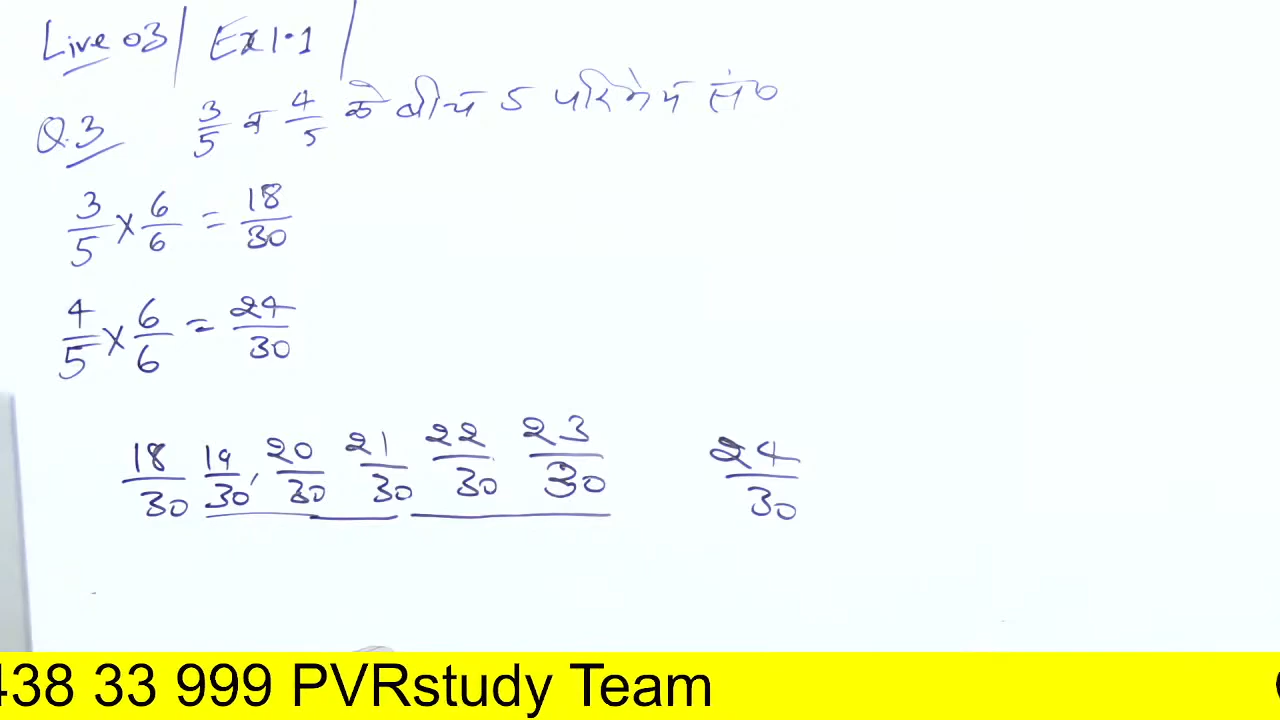 Live 03 | Ex 1.1 |
Q.3 3/5 व 4/5 के बीच 5 परिमेय सं०
3/5 × 6/6 = 18/30
4/5 × 6/6 = 24/30
18/30 19/30, 20/30 21/30 22/30 23/30 24/30
438 33 999 PVRstudy Team